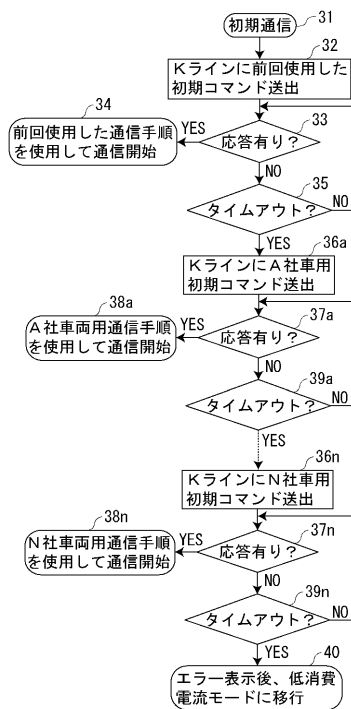 初期通信
31
32
Kラインに前回使用した
初期コマンド送出
34
33
前回使用した通信手順
を使用して通信開始
YES
応答有り？
NO
35
タイムアウト？
NO
YES
36a
KラインにA社車用
初期コマンド送出
38a
37a
A社車両用通信手順
を使用して通信開始
YES
応答有り？
NO
39a
タイムアウト？
NO
YES
36n
KラインにN社車用
初期コマンド送出
38n
37n
N社車両用通信手順
を使用して通信開始
YES
応答有り？
NO
39n
タイムアウト？
NO
YES
40
エラー表示後、低消費
電流モードに移行